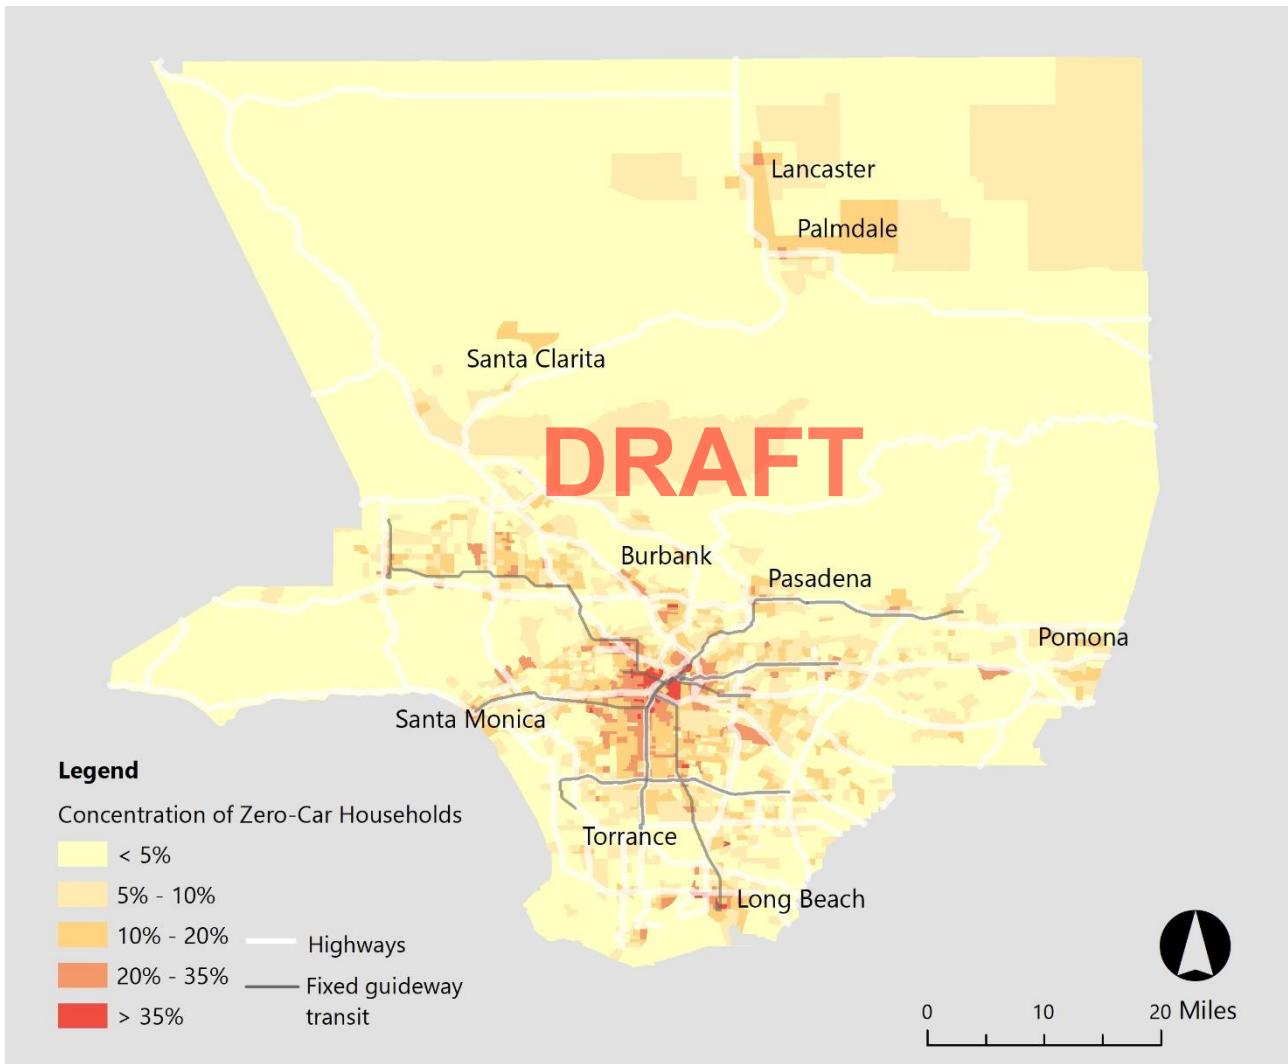 Lancaster
Palmdale
Santa Clarita
DRAFT
Burbank
Pasadena
Pomona
Santa Monica
Torrance
Long Beach
Legend
Concentration of Zero-Car Households
< 5%
5% - 10%
10% - 20%
20% - 35%
> 35%
Highways
Fixed guideway
transit
0 10 20 Miles